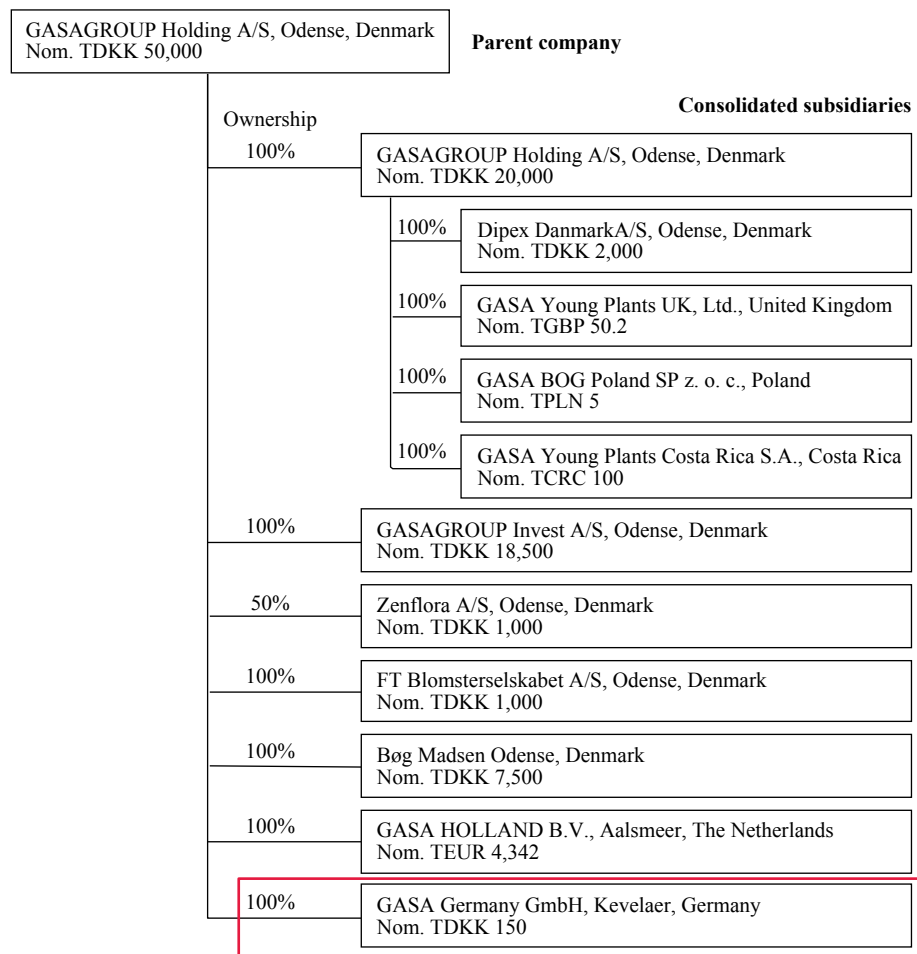 GASAGROUP Holding A/S, Odense, Denmark
Nom. TDKK 50,000
Parent company
Consolidated subsidiaries
Ownership
100%
GASAGROUP Holding A/S, Odense, Denmark
Nom. TDKK 20,000
100%
Dipex DanmarkA/S, Odense, Denmark
Nom. TDKK 2,000
100%
GASA Young Plants UK, Ltd., United Kingdom
Nom. TGBP 50.2
100%
GASA BOG Poland SP z. o. c., Poland
Nom. TPLN 5
100%
GASA Young Plants Costa Rica S.A., Costa Rica
Nom. TCRC 100
100%
GASAGROUP Invest A/S, Odense, Denmark
Nom. TDKK 18,500
50%
Zenflora A/S, Odense, Denmark
Nom. TDKK 1,000
100%
FT Blomsterselskabet A/S, Odense, Denmark
Nom. TDKK 1,000
100%
Bøg Madsen Odense, Denmark
Nom. TDKK 7,500
100%
GASA HOLLAND B.V., Aalsmeer, The Netherlands
Nom. TEUR 4,342
100%
GASA Germany GmbH, Kevelaer, Germany
Nom. TDKK 150